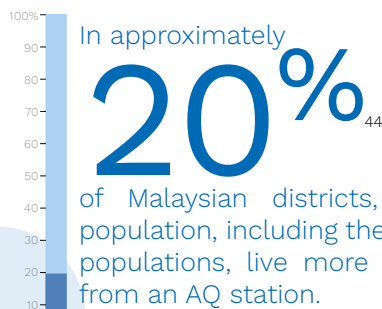 100%
90
80
70
60
50
40
30
20
10
In approximately
20%44
of Malaysian districts,
population, including the
populations, live more
from an AQ station.